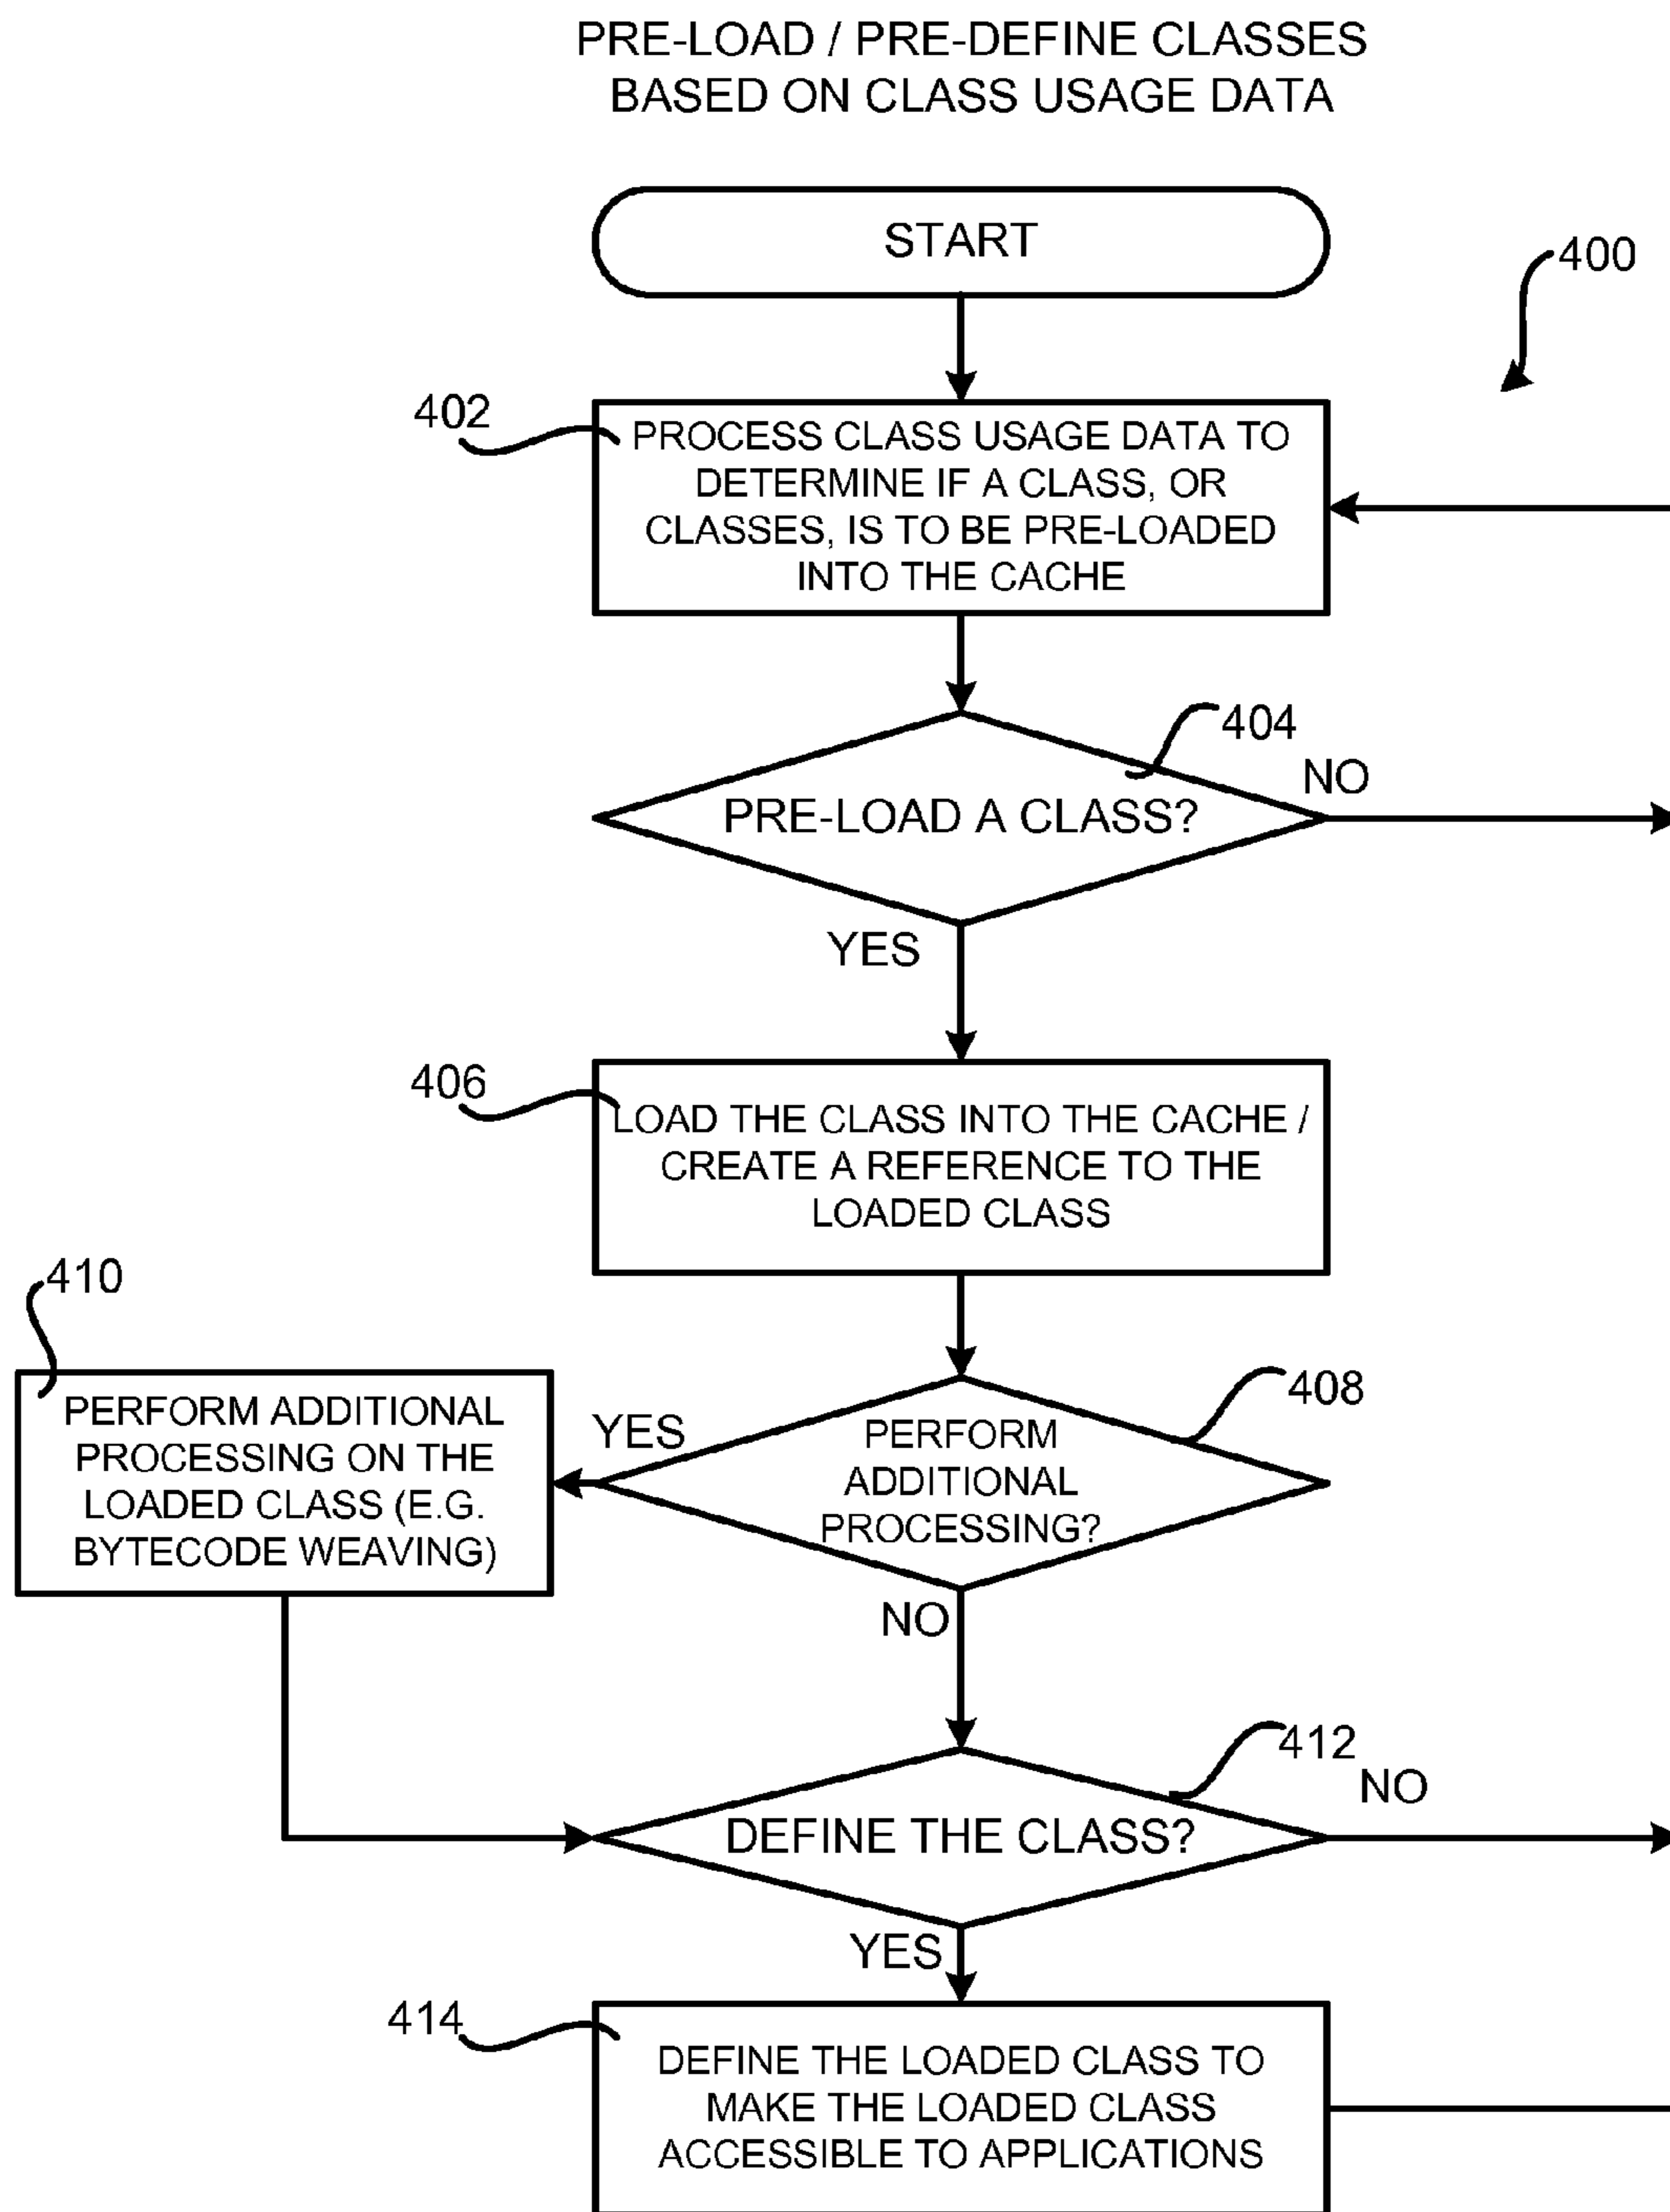 PRE-LOAD / PRE-DEFINE CLASSES
BASED ON CLASS USAGE DATA
START
400
402
PROCESS CLASS USAGE DATA TO
DETERMINE IF A CLASS, OR
CLASSES, IS TO BE PRE-LOADED
INTO THE CACHE
404
NO
PRE-LOAD A CLASS?
YES
406
LOAD THE CLASS INTO THE CACHE /
CREATE A REFERENCE TO THE
LOADED CLASS
410
PERFORM ADDITIONAL
PROCESSING ON THE
LOADED CLASS (E.G.
BYTECODE WEAVING)
408
YES
PERFORM
ADDITIONAL
PROCESSING?
NO
412
NO
DEFINE THE CLASS?
YES
414
DEFINE THE LOADED CLASS TO
MAKE THE LOADED CLASS
ACCESSIBLE TO APPLICATIONS